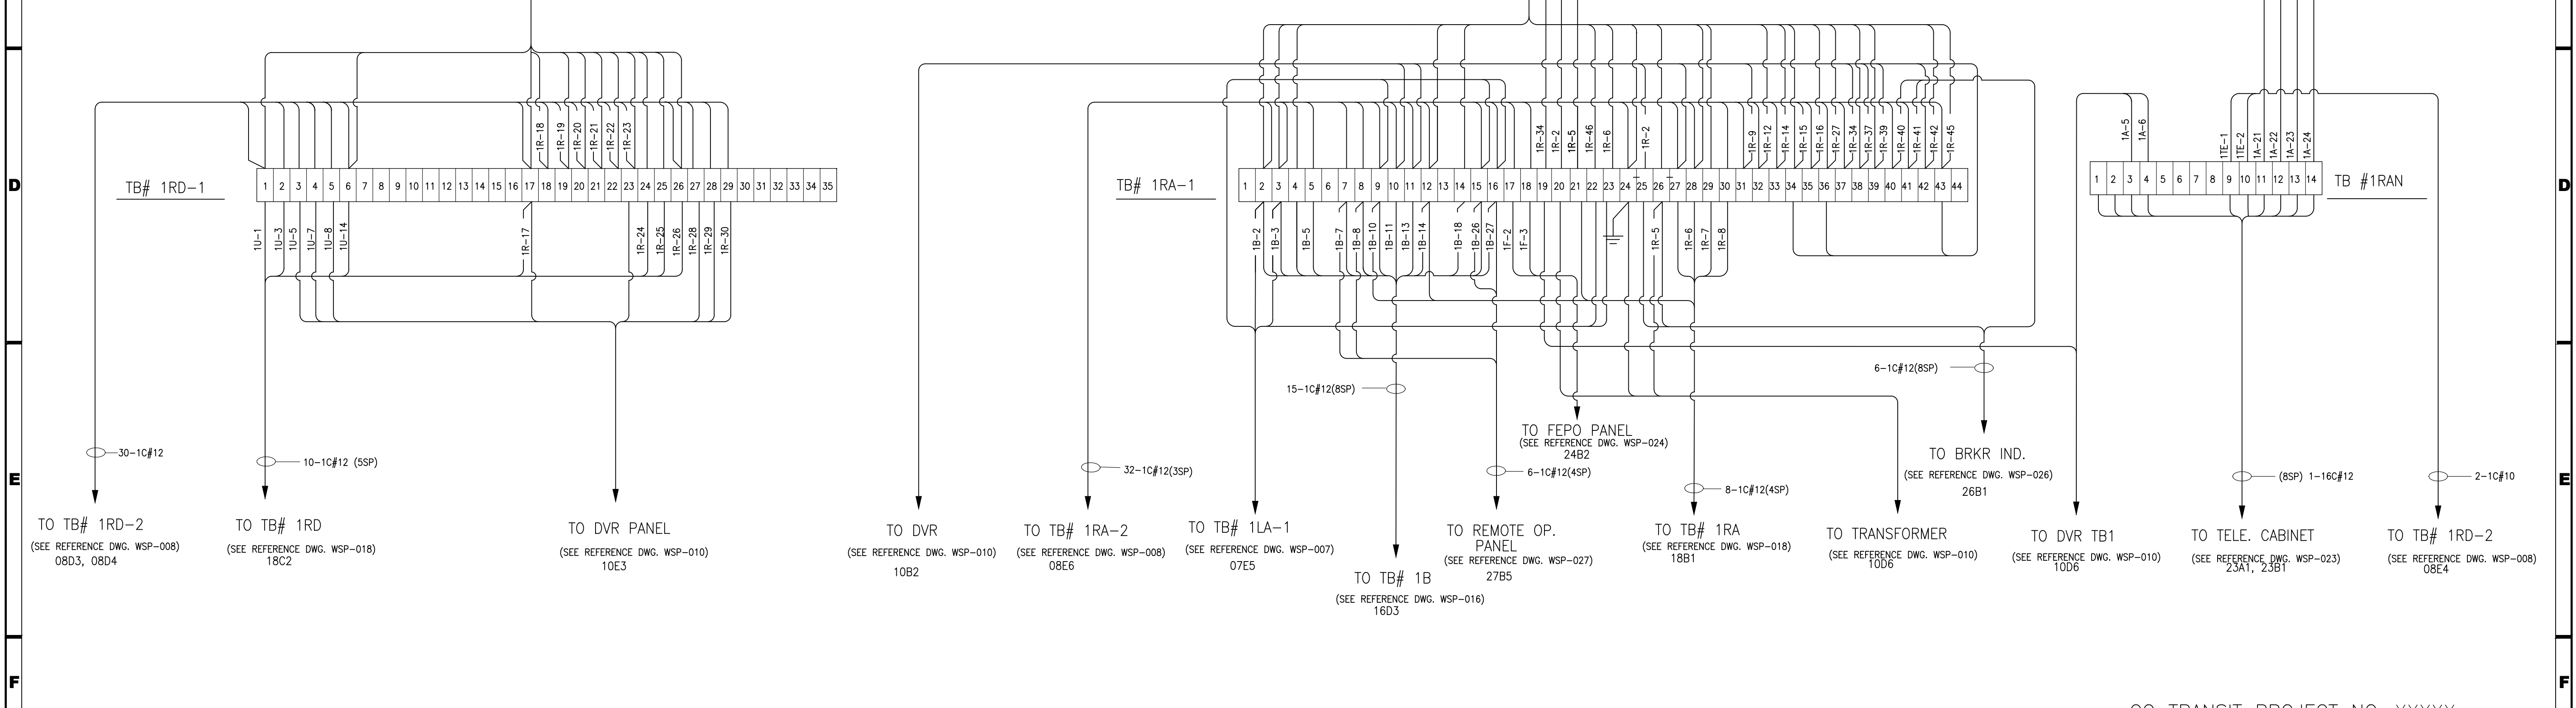 1R-18
1R-19
1R-20
1R-21
1R-22
1R-23
TB# 1RD-1
1 2 3 4 5 6 7 8 9 10 11 12 13 14 15 16 17 18 19 20 21 22 23 24 25 26 27 28 29 30 31 32 33 34 35
1U-1
1U-3
1U-5
1U-7
1U-8
1U-14
1R-17
1R-24
1R-25
1R-26
1R-28
1R-29
1R-30
30-1C#12
10-1C#12 (5SP)
TO TB# 1RD-2
(SEE REFERENCE DWG. WSP-008)
08D3, 08D4
TO TB# 1RD
(SEE REFERENCE DWG. WSP-018)
18C2
TO DVR PANEL
(SEE REFERENCE DWG. WSP-010)
10E3
1R-34
1R-2
1R-5
1R-46
1R-6
1R-2
1R-9
1R-12
1R-14
1R-15
1R-16
1R-27
1R-34
1R-37
1R-39
1R-40
1R-41
1R-42
1R-45
TB# 1RA-1
1 2 3 4 5 6 7 8 9 10 11 12 13 14 15 16 17 18 19 20 21 22 23 24 25 26 27 28 29 30 31 32 33 34 35 36 37 38 39 40 41 42 43 44
1B-2
1B-3
1B-5
1B-7
1B-8
1B-10
1B-11
1B-13
1B-14
1B-18
1B-26
1B-27
1F-2
1F-3
1R-5
1R-6
1R-7
1R-8
15-1C#12(8SP)
6-1C#12(8SP)
32-1C#12(3SP)
6-1C#12(4SP)
8-1C#12(4SP)
TO FEPO PANEL
(SEE REFERENCE DWG. WSP-024)
24B2
TO BRKR IND.
(SEE REFERENCE DWG. WSP-026)
26B1
TO DVR
(SEE REFERENCE DWG. WSP-010)
10B2
TO TB# 1RA-2
(SEE REFERENCE DWG. WSP-008)
08E6
TO TB# 1LA-1
(SEE REFERENCE DWG. WSP-007)
07E5
TO TB# 1B
(SEE REFERENCE DWG. WSP-016)
16D3
TO REMOTE OP.
PANEL
(SEE REFERENCE DWG. WSP-027)
27B5
TO TB# 1RA
(SEE REFERENCE DWG. WSP-018)
18B1
TO TRANSFORMER
(SEE REFERENCE DWG. WSP-010)
10D6
TO DVR TB1
(SEE REFERENCE DWG. WSP-010)
10D6
1A-5
1A-6
1TE-1
1TE-2
1A-21
1A-22
1A-23
1A-24
1 2 3 4 5 6 7 8 9 10 11 12 13 14
TB #1RAN
(8SP) 1-16C#12
2-1C#10
TO TELE. CABINET
(SEE REFERENCE DWG. WSP-023)
23A1, 23B1
TO TB# 1RD-2
(SEE REFERENCE DWG. WSP-008)
08E4
D
D
E
E
F
F